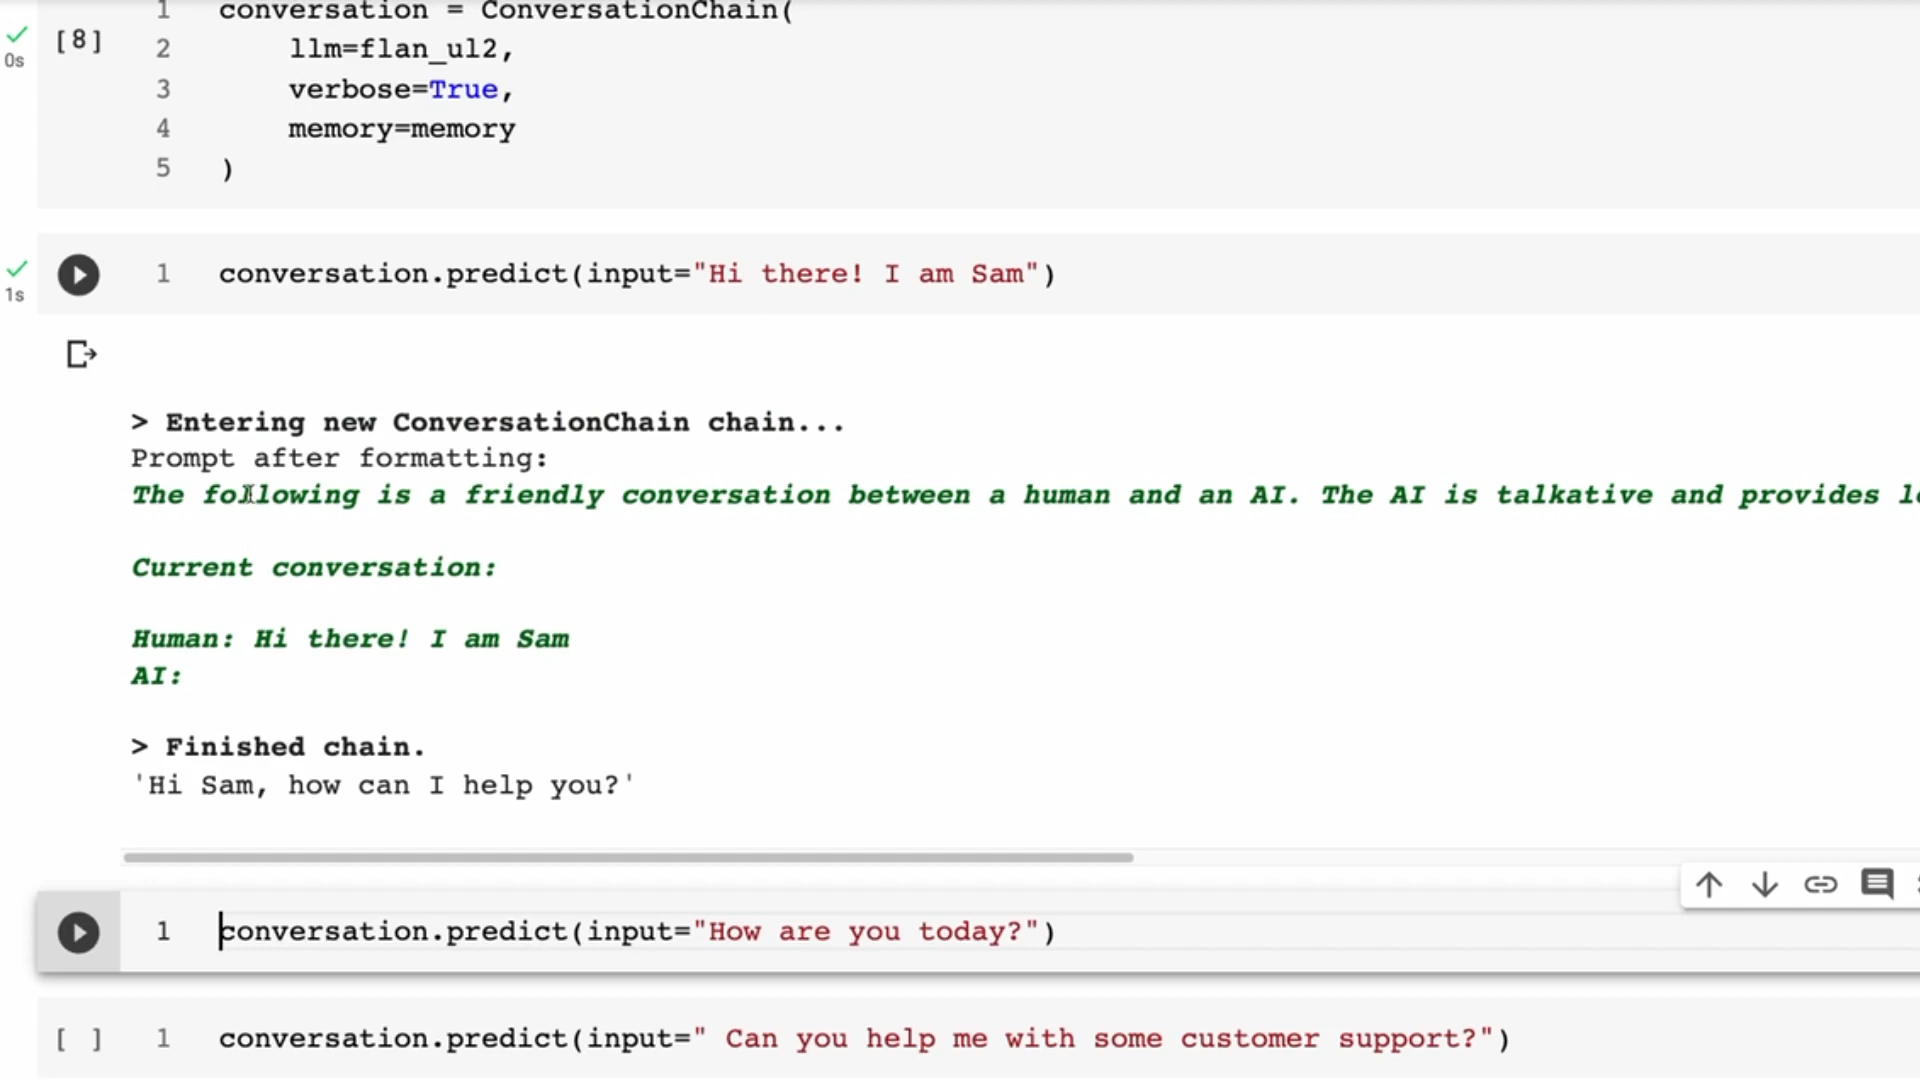 1 conversation = ConversationChain(
[8] 2 llm=flan_ul2,
0s
3 verbose=True,
4 memory=memory
5 )
1 conversation.predict(input="Hi there! I am Sam")
1s
> Entering new ConversationChain chain...
Prompt after formatting:
The following is a friendly conversation between a human and an AI. The AI is talkative and provides
Current conversation:
Human: Hi there! I am Sam
AI:
> Finished chain.
'Hi Sam, how can I help you?'
1 conversation.predict(input="How are you today?")
[ ] 1 conversation.predict(input=" Can you help me with some customer support?")